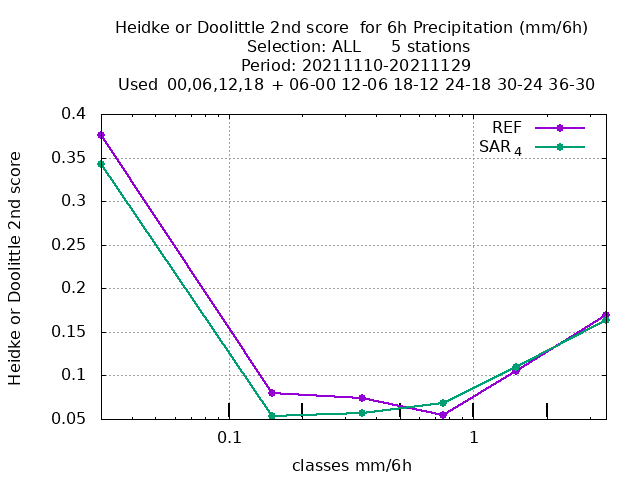 Heidke or Doolittle 2nd score  for 6h Precipitation (mm/6h)
Selection: ALL      5 stations
Period: 20211110-20211129
Used  00,06,12,18  + 06-00 12-06 18-12 24-18 30-24 36-30
Heidke or Doolittle 2nd score
0.4
0.35
0.3
0.25
0.2
0.15
0.1
0.05
REF
SAR4
0.1
1
classes mm/6h